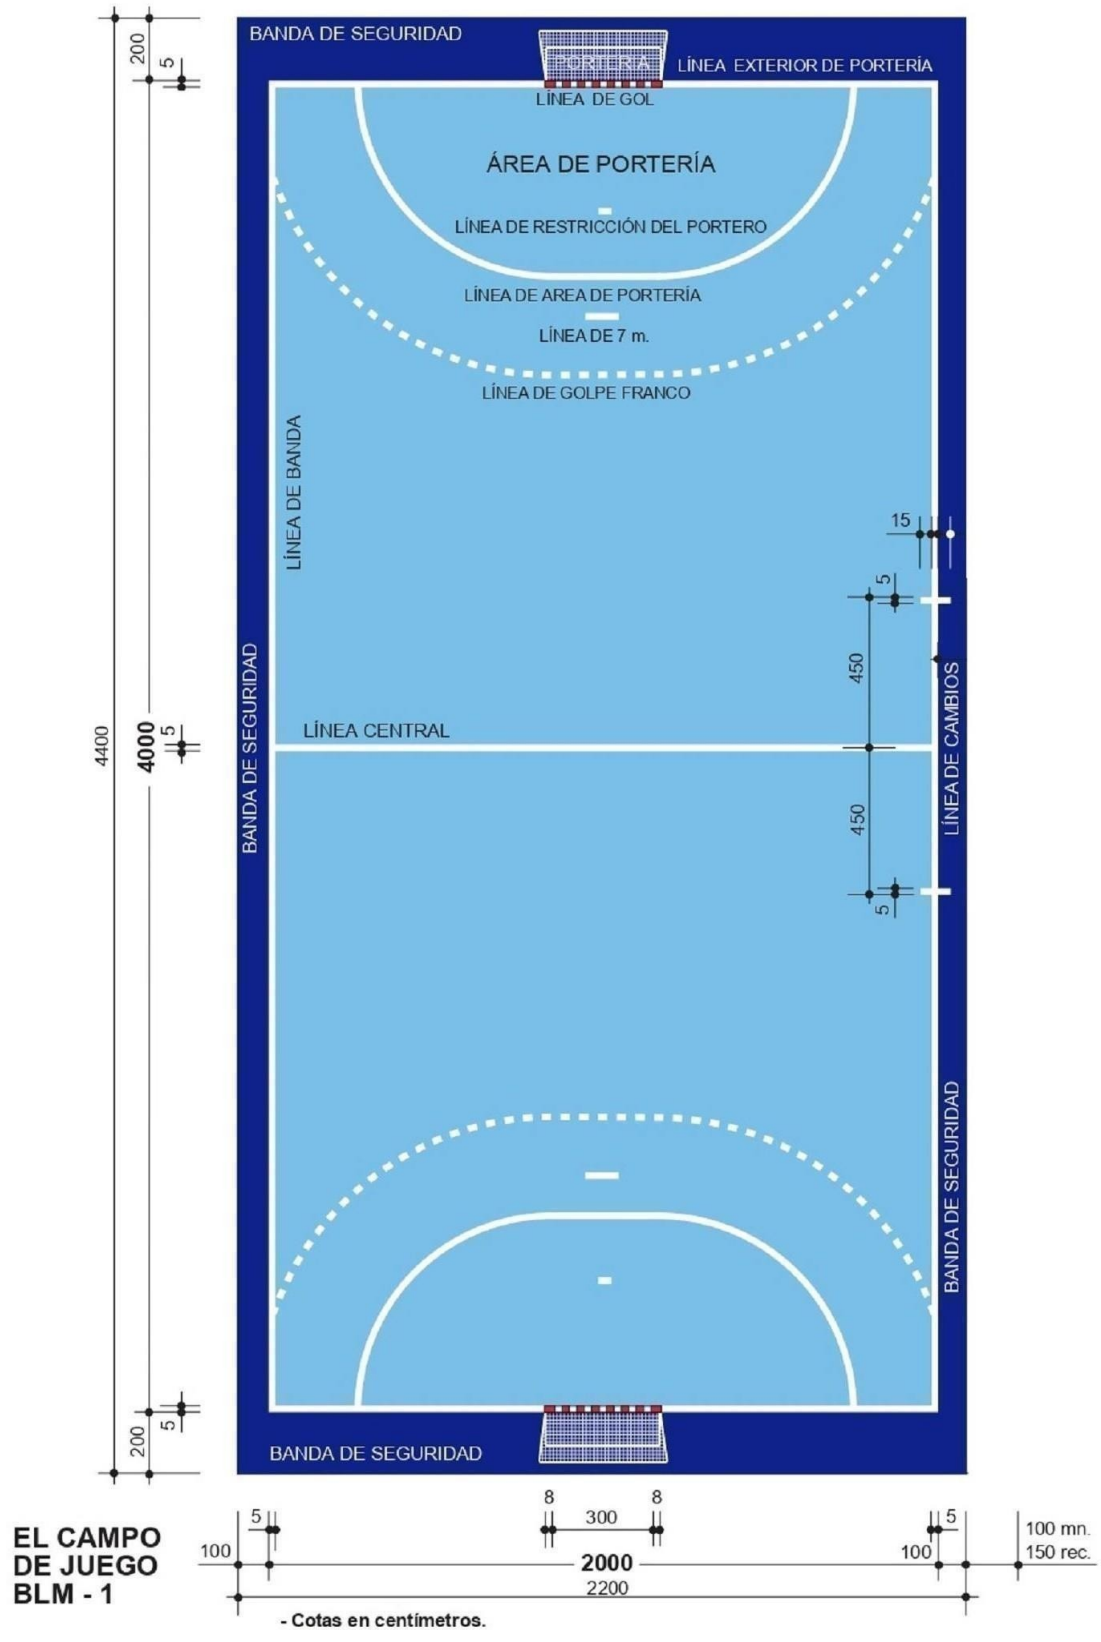 BANDA DE SEGURIDAD
PORTERIA
LÍNEA EXTERIOR DE PORTERÍA
LÍNEA DE GOL
ÁREA DE PORTERÍA
LÍNEA DE RESTRICCIÓN DEL PORTERO
LÍNEA DE AREA DE PORTERÍA
LÍNEA DE 7 m.
LÍNEA DE GOLPE FRANCO
LÍNEA DE BANDA
200
5
15
5
450
BANDA DE SEGURIDAD
LÍNEA CENTRAL
LÍNEA DE CAMBIOS
4400
4000
5
450
5
BANDA DE SEGURIDAD
200
5
BANDA DE SEGURIDAD
8
8
5
300
5
100 mn.
100
2000
100
150 rec.
2200
EL CAMPO
DE JUEGO
BLM - 1
- Cotas en centímetros.